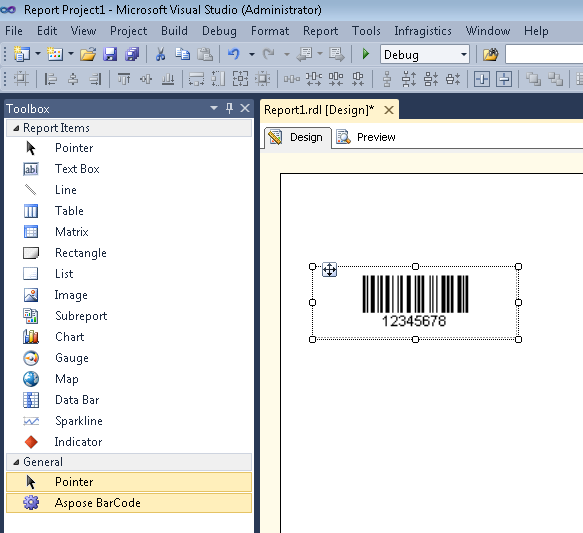 Report Project1 - Microsoft Visual Studio (Administrator)
File Edit View Project Build Debug Format Report Tools Infragistics Window Help
Debug
Toolbox
Report Items
Pointer
Text Box
Line
Table
Matrix
Rectangle
List
Image
Subreport
Chart
Gauge
Map
Data Bar
Sparkline
Indicator
General
Pointer
Aspose BarCode
Report1.rdl [Design]*
Design Preview
12345678